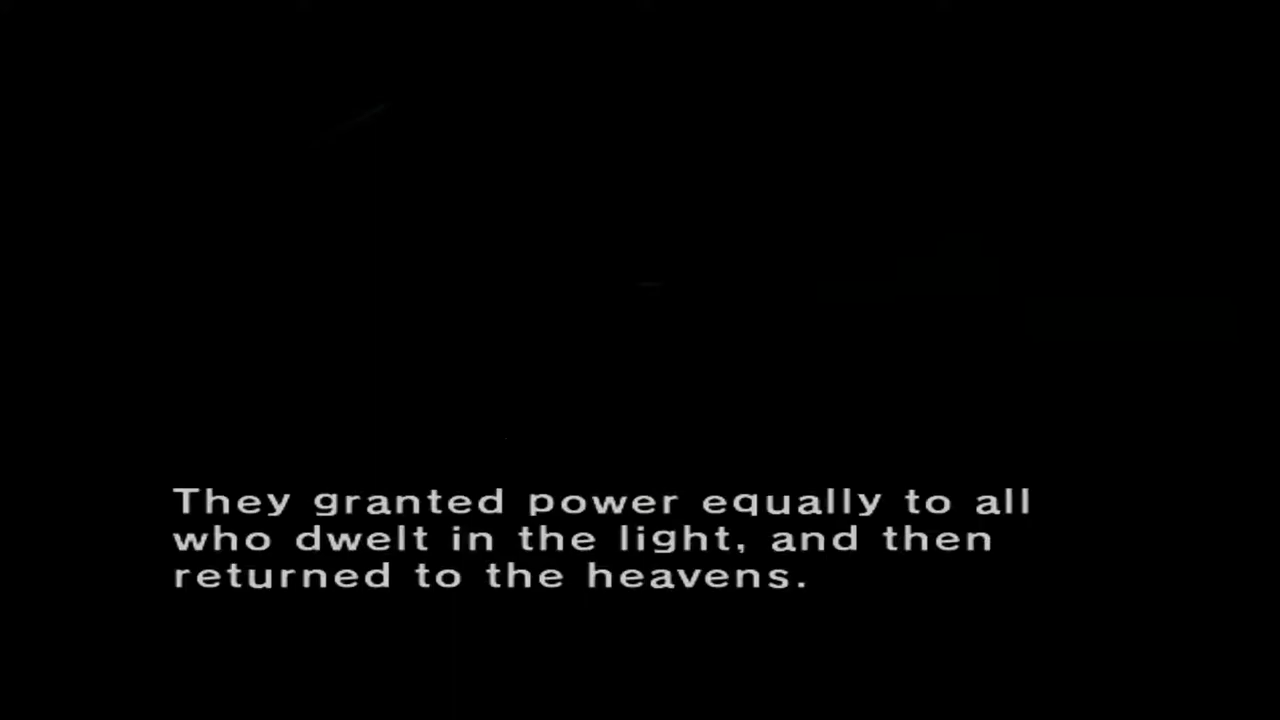 They granted power equally to all
who dwelt in the light, and then
returned to the heavens.